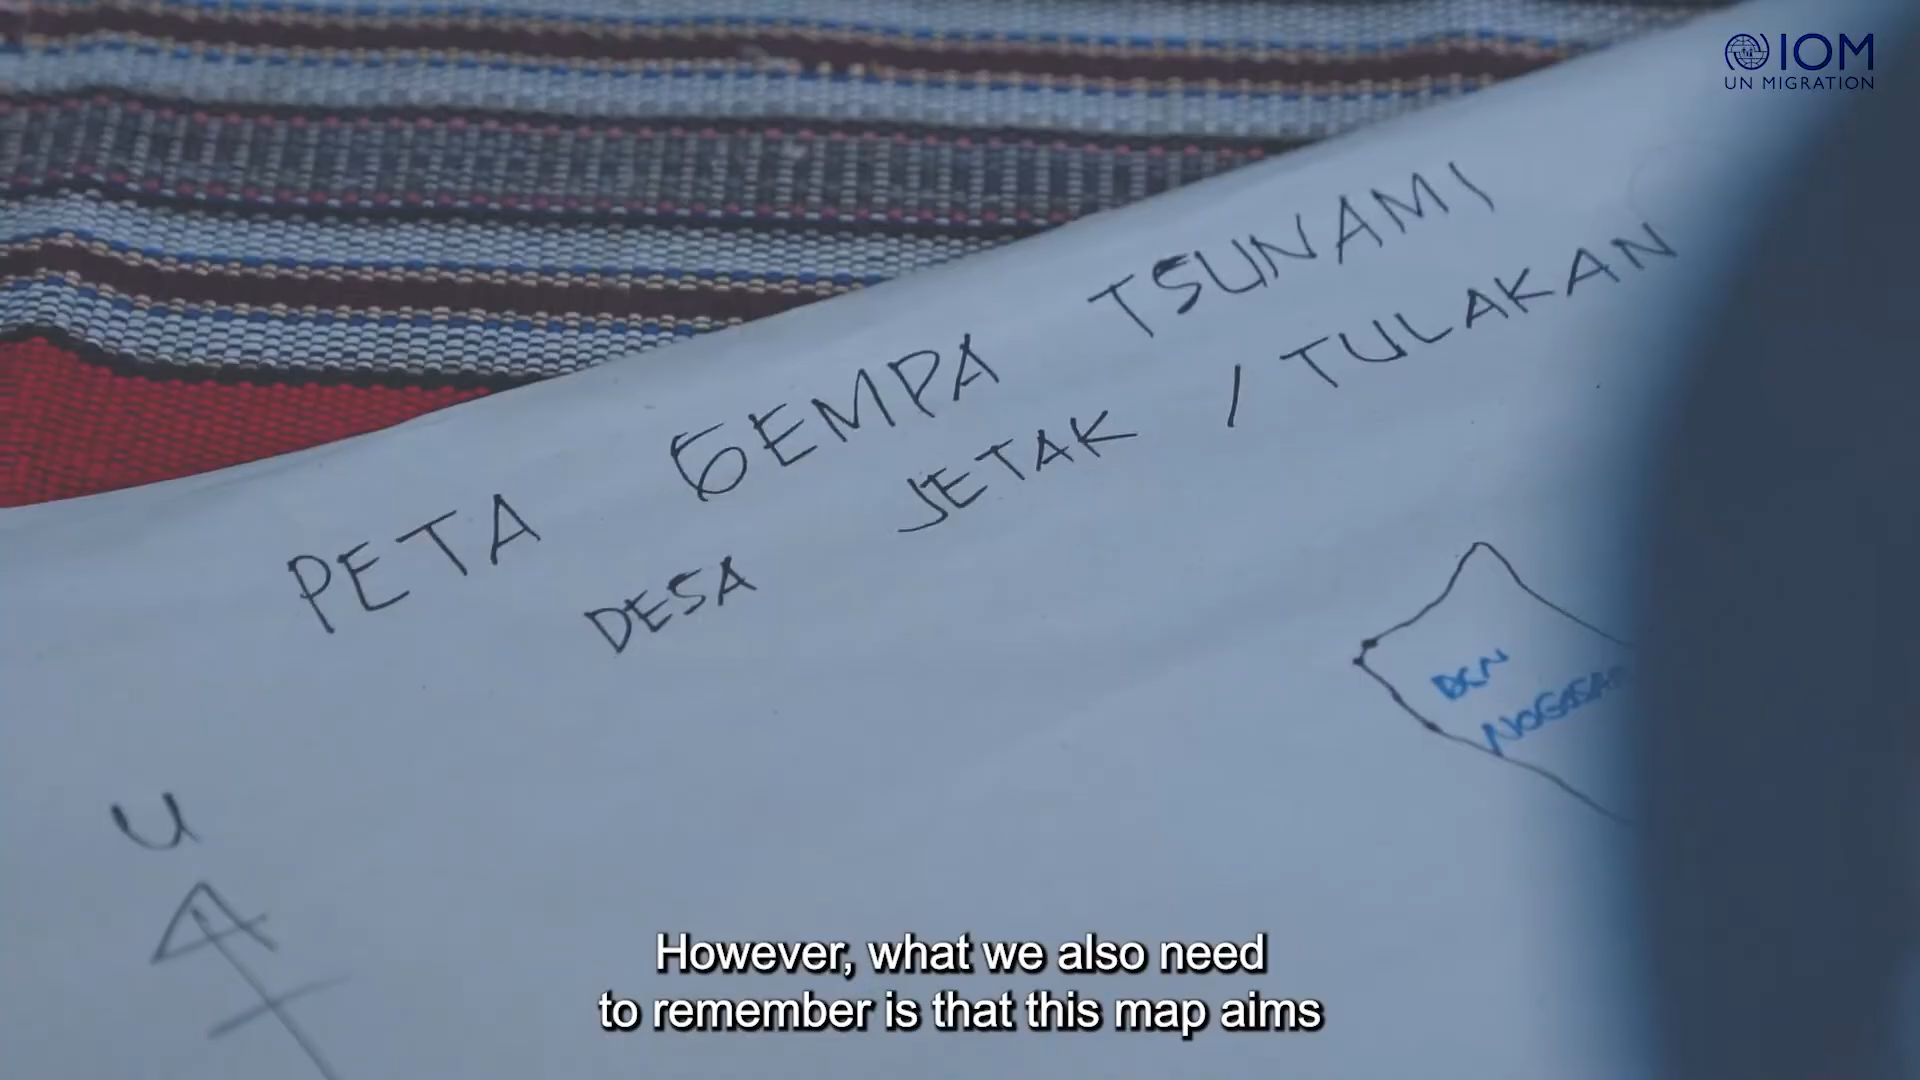 IOM
UN MIGRATION
PETA GEMPA TSUNAMI
DESA JETAK / TULAKAN
U
However, what we also need
to remember is that this map aims